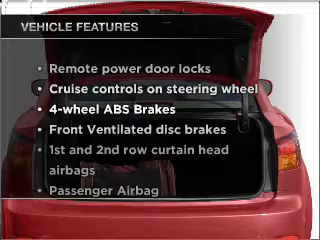 VEHICLE FEATURES
• Remote power door locks
• Cruise controls on steering wheel
• 4-wheel ABS Brakes
• Front Ventilated disc brakes
• 1st and 2nd row curtain head
airbags
• Passenger Airbag